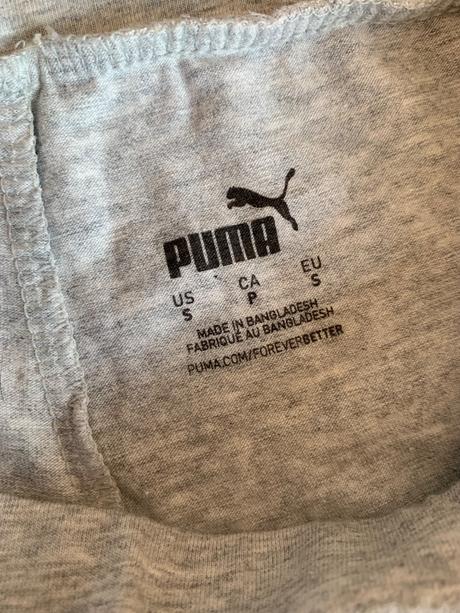 PUMA
US CA EU
S P S
MADE IN BANGLADESH
FABRIQUÉ AU BANGLADESH
PUMA.COM/FOREVERBETTER